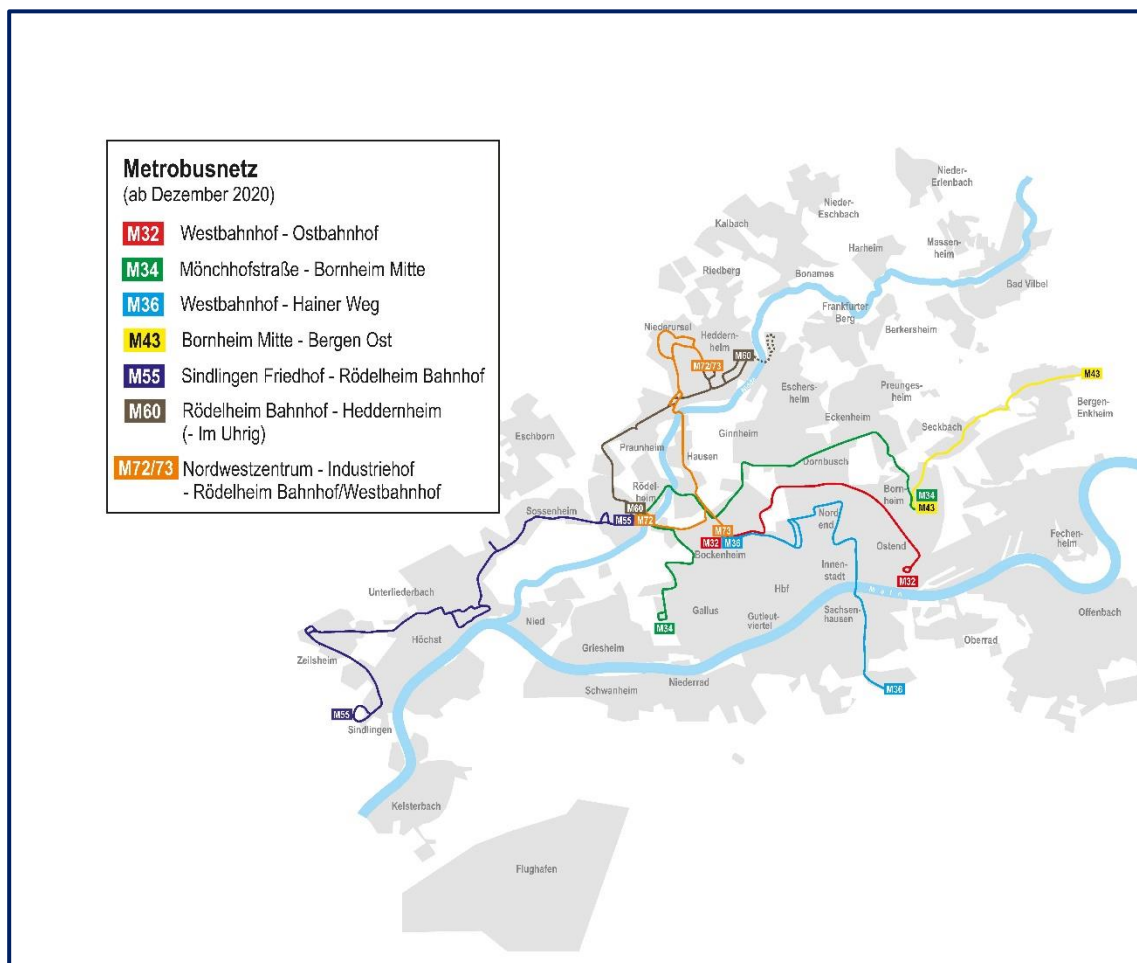 Metrobusnetz
(ab Dezember 2020)
M32 Westbahnhof - Ostbahnhof
M34 Mönchhofstraße - Bornheim Mitte
M36 Westbahnhof - Hainer Weg
M43 Bornheim Mitte - Bergen Ost
M55 Sindlingen Friedhof - Rödelheim Bahnhof
M60 Rödelheim Bahnhof - Heddernheim
(- Im Uhrig)
M72/73 Nordwestzentrum - Industriehof
- Rödelheim Bahnhof/Westbahnhof
Nieder-
Erlenbach
Nieder-
Eschbach
Kalbach
Harheim
Massen-
heim
Riedberg
Bonames
Bad Vilbel
Frankfurter
Berg
Berkersheim
Niederursel
Heddern-
heim
M60
M72/73
Eschers-
heim
Preunges-
heim
M43
Bergen-
Enkheim
Eckenheim
Seckbach
Eschborn
Praunheim
Ginnheim
Hausen
Dornbusch
Rödel-
heim
Born-
heim
M34
M43
Sossenheim
M60
M55
M72
M73
M32
M36
Bockenheim
Nord
end
Ostend
Fechen-
heim
Innen-
stadt
M32
Unterliederbach
Hbf
Main
Höchst
Nied
M34
Gallus
Gutleut-
viertel
Sachsen-
hausen
Offenbach
Oberrad
Zeilsheim
Griesheim
Niederrad
Schwanheim
M36
M55
Sindlingen
Kelsterbach
Flughafen